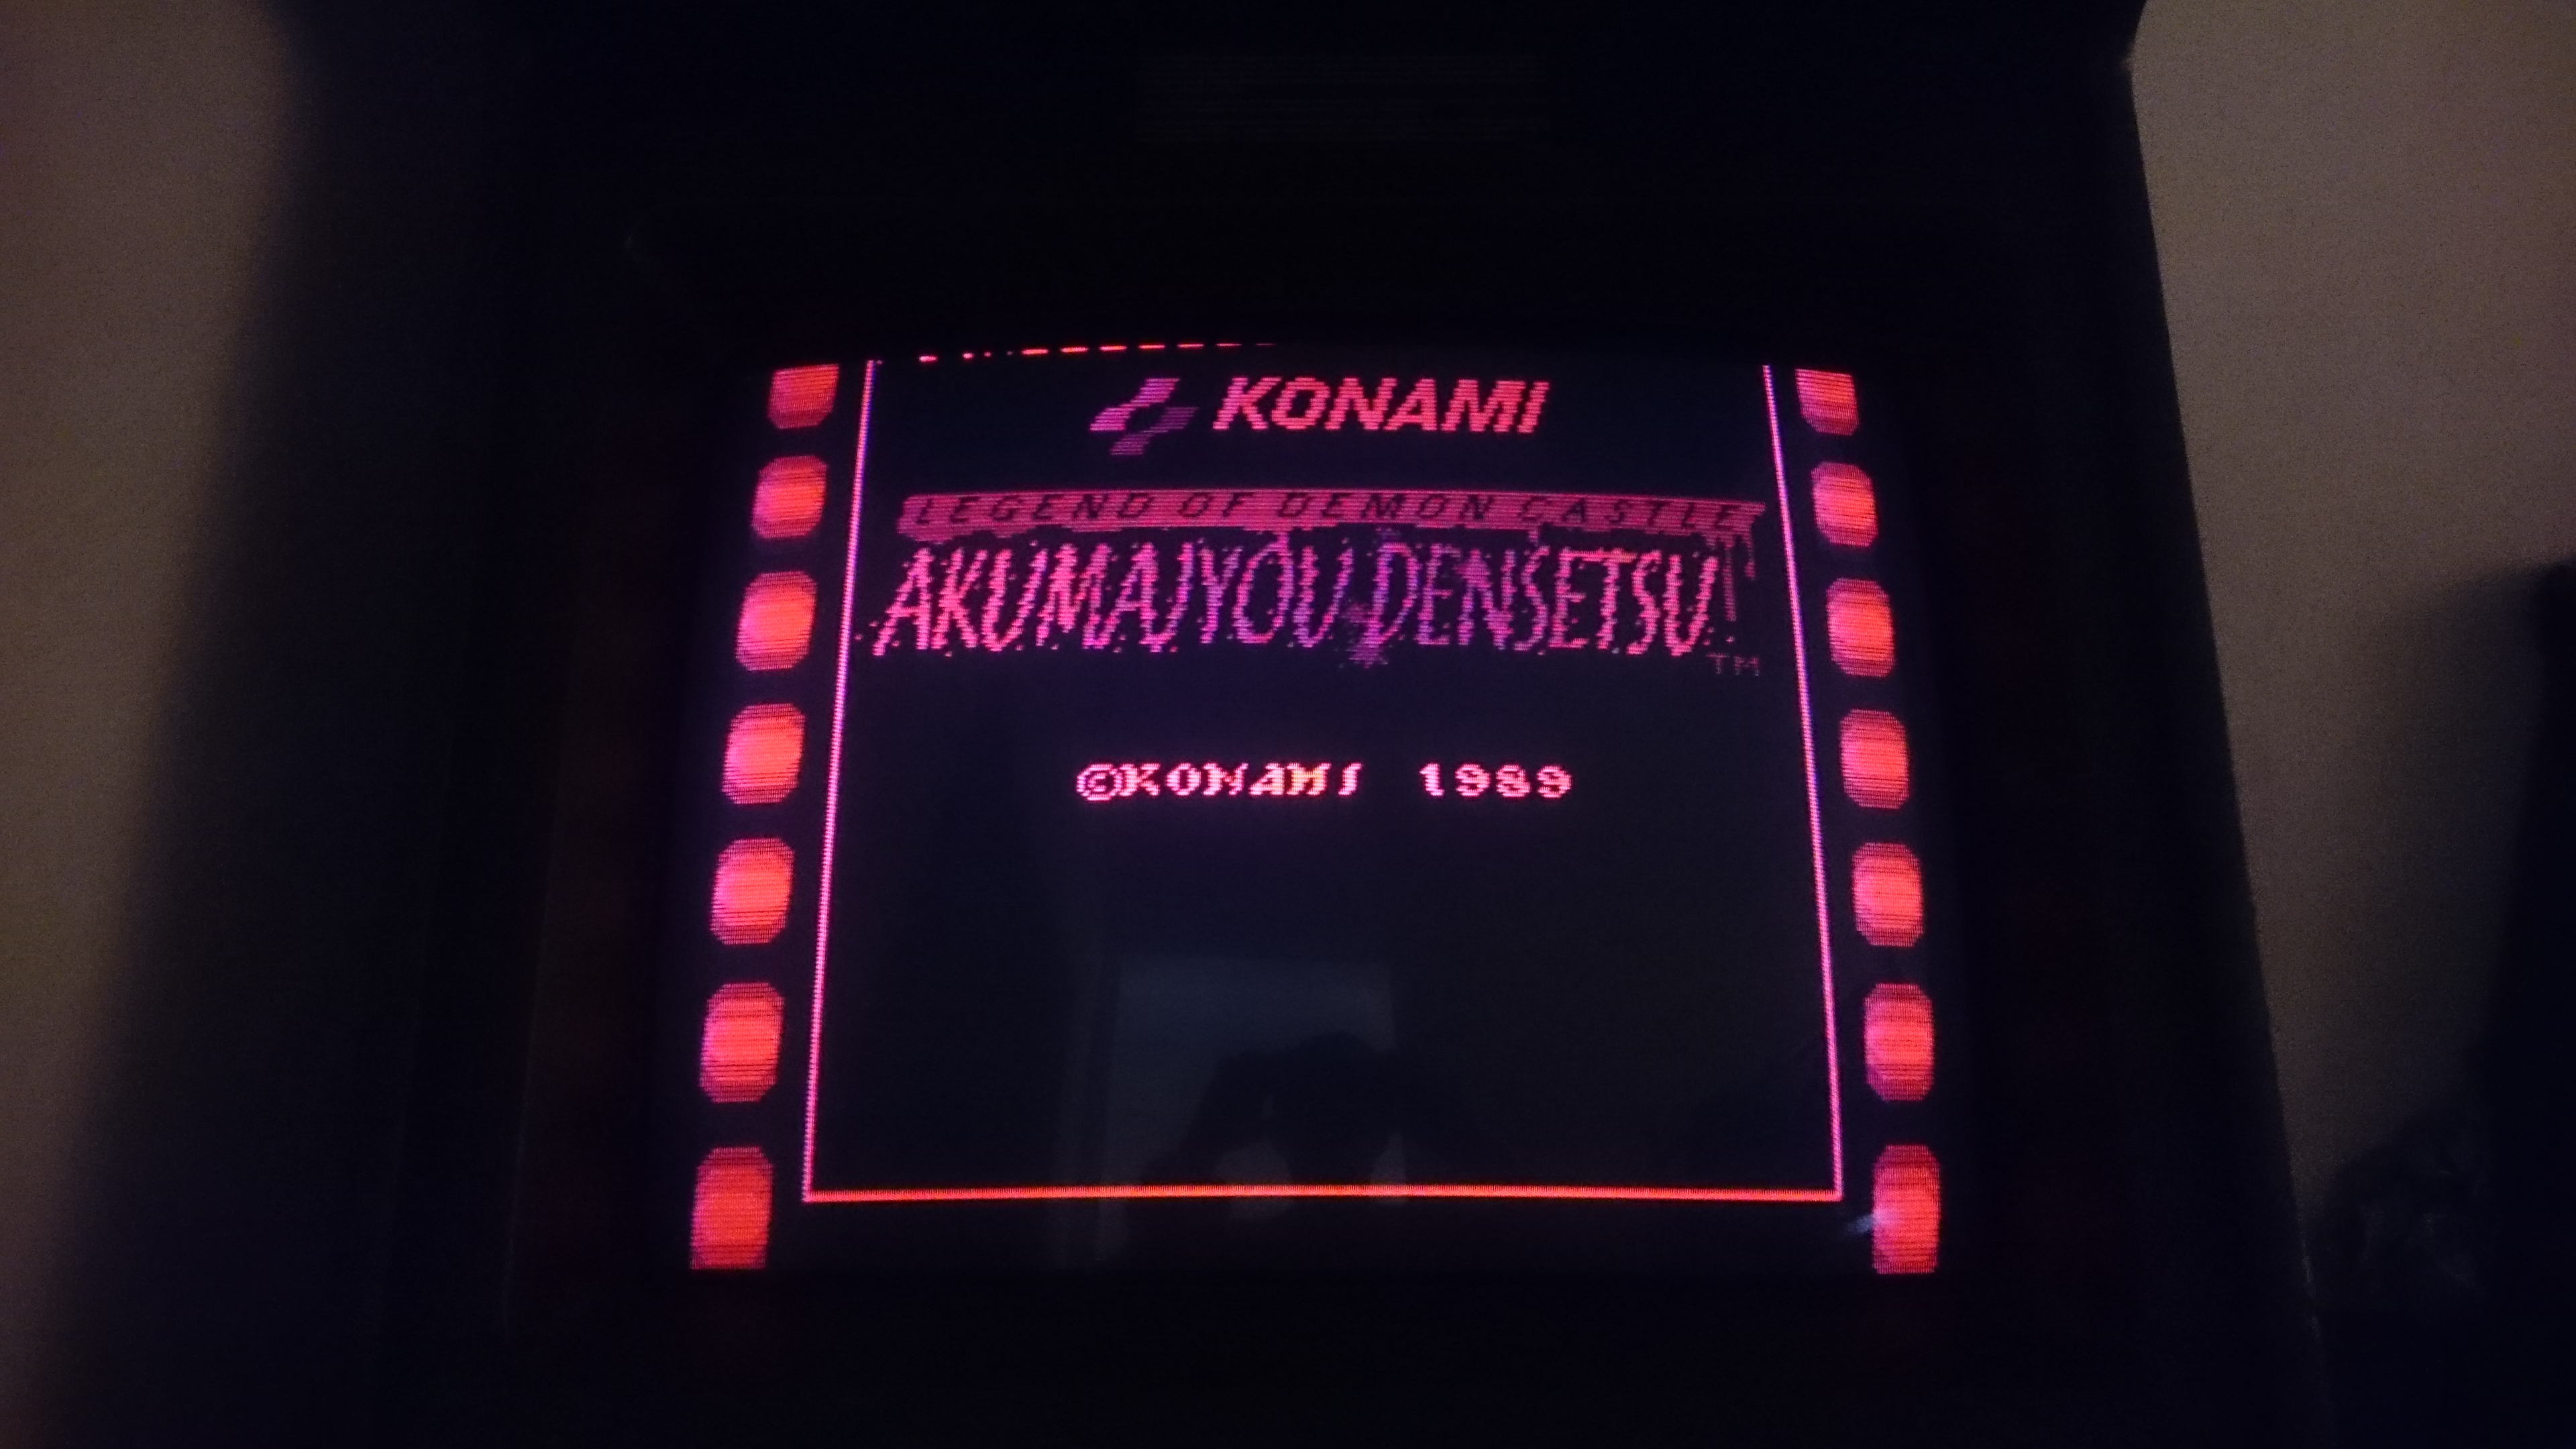 KONAMI
LEGEND OF DEMON CASTLE
AKUMAJYOU DENSETSU
TM
©KONAMI 1989